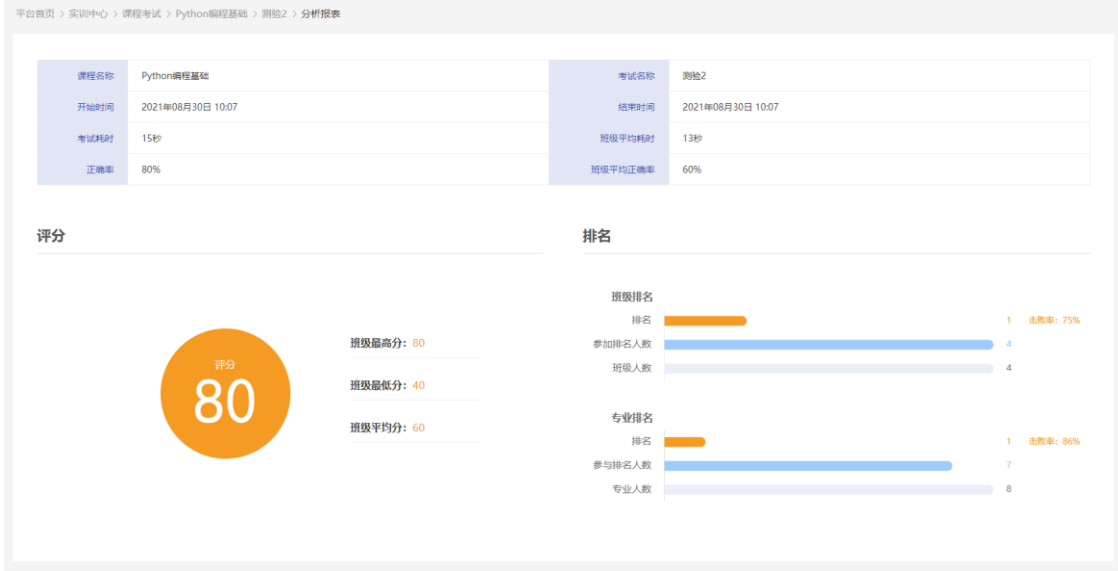 平台首页 > 实训中心 > 课程考试 > Python编程基础 > 测验2 > 分析报表
课程名称 Python编程基础 考试名称 测验2
开始时间 2021年08月30日 10:07 结束时间 2021年08月30日 10:07
考试耗时 15秒 班级平均耗时 13秒
正确率 80% 班级平均正确率 60%
评分
评分
80
班级最高分：80
班级最低分：40
班级平均分：60
排名
班级排名
排名 1 击败率：75%
参加排名人数 4
班级人数 4
专业排名
排名 1 击败率：86%
参与排名人数 7
专业人数 8